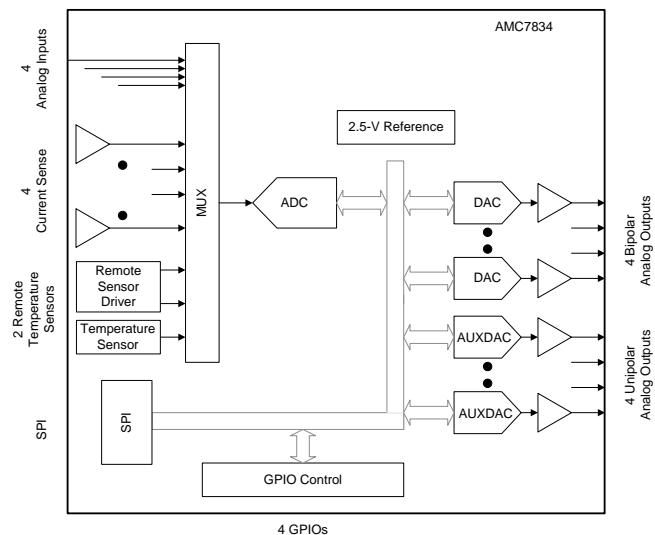 AMC7834
4
Analog Inputs
4
Current Sense
2 Remote
Temperature
Sensors
SPI
MUX
ADC
2.5-V Reference
Remote
Sensor
Driver
Temperature
Sensor
SPI
GPIO Control
DAC
DAC
AUXDAC
AUXDAC
4 Bipolar
Analog Outputs
4 Unipolar
Analog Outputs
4 GPIOs